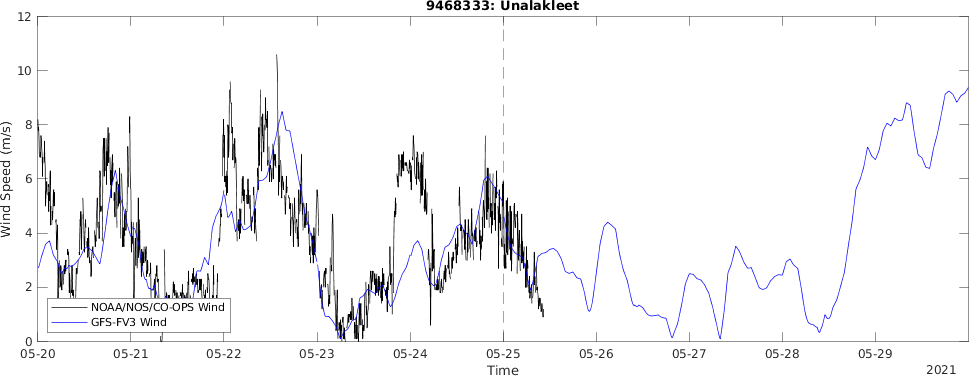 9468333: Unalakleet
Wind Speed (m/s)
12
10
8
6
4
2
0
NOAA/NOS/CO-OPS Wind
GFS-FV3 Wind
05-20 05-21 05-22 05-23 05-24 05-25 05-26 05-27 05-28 05-29
Time
2021